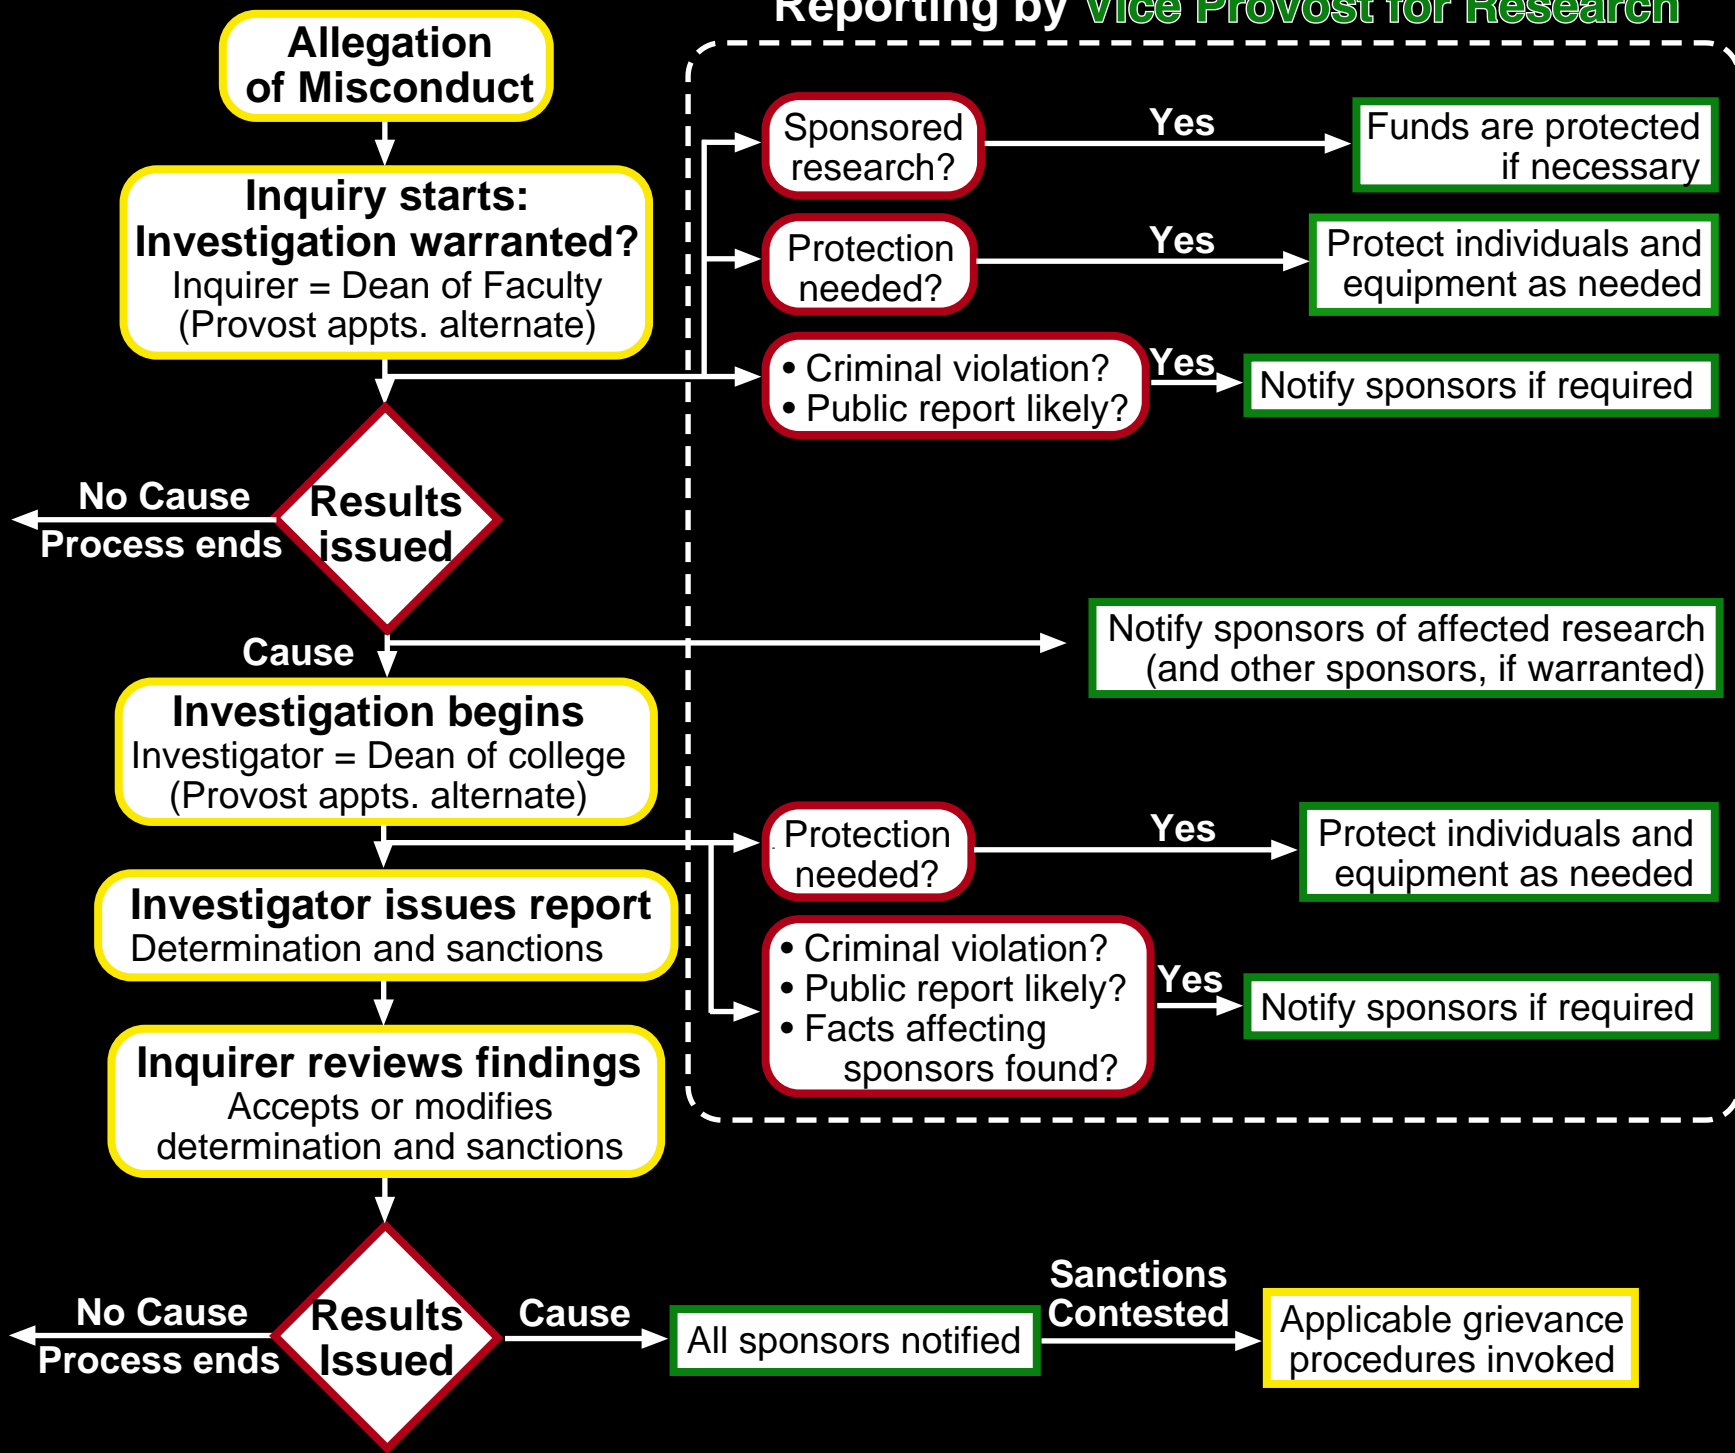 Reporting by Vice Provost for Research
Allegation
of Misconduct
Inquiry starts:
Investigation warranted?
Inquirer = Dean of Faculty
(Provost appts. alternate)
Sponsored
research?
Yes
Funds are protected
if necessary
Protection
needed?
Yes
Protect individuals and
equipment as needed
• Criminal violation?
• Public report likely?
Yes
Notify sponsors if required
Results
issued
No Cause
Process ends
Cause
Notify sponsors of affected research
(and other sponsors, if warranted)
Investigation begins
Investigator = Dean of college
(Provost appts. alternate)
Protection
needed?
Yes
Protect individuals and
equipment as needed
Investigator issues report
Determination and sanctions
• Criminal violation?
• Public report likely?
• Facts affecting
sponsors found?
Yes
Notify sponsors if required
Inquirer reviews findings
Accepts or modifies
determination and sanctions
Results
Issued
No Cause
Process ends
Cause
All sponsors notified
Sanctions
Contested
Applicable grievance
procedures invoked